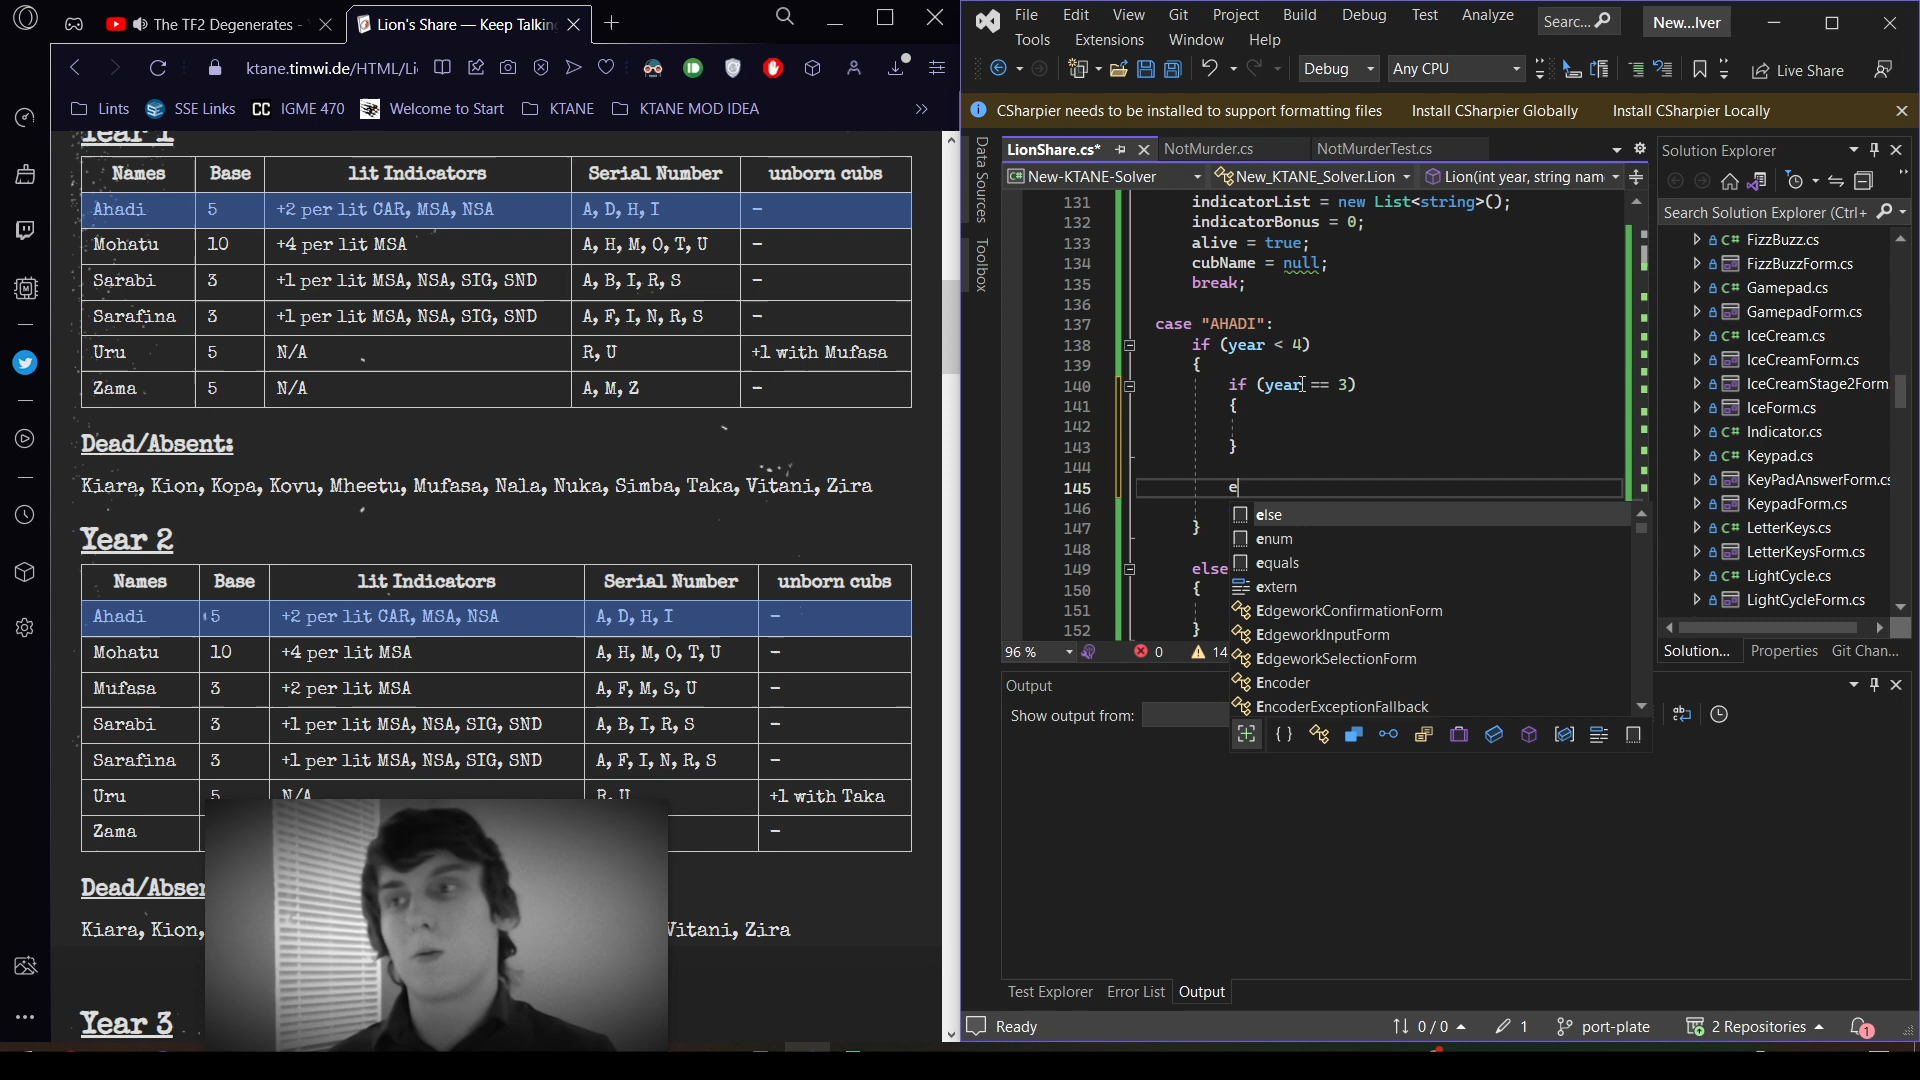 The TF2 Degenerates -
Lion's Share — Keep Talkin
ktane.timwi.de/HTML/Li
Lints
SSE Links
CC IGME 470
Welcome to Start
KTANE
KTANE MOD IDEA
Year 1
Names Base lit Indicators Serial Number unborn cubs
Ahadi 5 +2 per lit CAR, MSA, NSA A, D, H, I –
Mohatu 10 +4 per lit MSA A, H, M, O, T, U –
Sarabi 3 +1 per lit MSA, NSA, SIG, SND A, B, I, R, S –
Sarafina 3 +1 per lit MSA, NSA, SIG, SND A, F, I, N, R, S –
Uru 5 N/A R, U +1 with Mufasa
Zama 5 N/A A, M, Z –
Dead/Absent:
Kiara, Kion, Kopa, Kovu, Mheetu, Mufasa, Nala, Nuka, Simba, Taka, Vitani, Zira
Year 2
Names Base lit Indicators Serial Number unborn cubs
Ahadi 5 +2 per lit CAR, MSA, NSA A, D, H, I –
Mohatu 10 +4 per lit MSA A, H, M, O, T, U –
Mufasa 3 +2 per lit MSA A, F, M, S, U –
Sarabi 3 +1 per lit MSA, NSA, SIG, SND A, B, I, R, S –
Sarafina 3 +1 per lit MSA, NSA, SIG, SND A, F, I, N, R, S –
Uru 5 N/A R, U +1 with Taka
Zama –
Dead/Absen
Kiara, Kion, Vitani, Zira
Year 3
File Edit View Git Project Build Debug Test Analyze
Tools Extensions Window Help
Searc...
New...lver
Debug
Any CPU
Live Share
CSharpier needs to be installed to support formatting files Install CSharpier Globally Install CSharpier Locally
Data Sources
Toolbox
LionShare.cs* NotMurder.cs NotMurderTest.cs
New-KTANE-Solver New_KTANE_Solver.Lion Lion(int year, string nam
131 indicatorList = new List<string>();
132 indicatorBonus = 0;
133 alive = true;
134 cubName = null;
135 break;
136
137 case "AHADI":
138 if (year < 4)
139 {
140 if (year == 3)
141 {
142
143 }
144
145 e
146
147 }
148
149 else
150 {
151
152 }
else
enum
equals
extern
EdgeworkConfirmationForm
EdgeworkInputForm
EdgeworkSelectionForm
Encoder
EncoderExceptionFallback
96 % 0 14
Output
Show output from:
Test Explorer Error List Output
Solution Explorer
Search Solution Explorer (Ctrl+
C# FizzBuzz.cs
FizzBuzzForm.cs
C# Gamepad.cs
GamepadForm.cs
C# IceCream.cs
IceCreamForm.cs
IceCreamStage2Form
IceForm.cs
C# Indicator.cs
C# Keypad.cs
KeyPadAnswerForm.cs
KeypadForm.cs
C# LetterKeys.cs
LetterKeysForm.cs
C# LightCycle.cs
LightCycleForm.cs
Solution... Properties Git Chan...
Ready 0 / 0 1 port-plate 2 Repositories 1